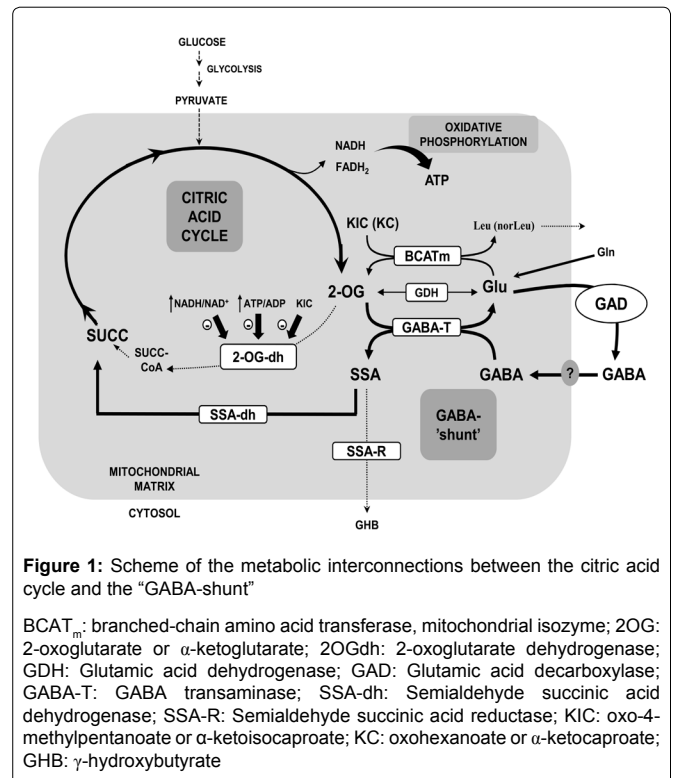 GLUCOSE
GLYCOLYSIS
PYRUVATE
OXIDATIVE
PHOSPHORYLATION
NADH
FADH₂
ATP
CITRIC
ACID
CYCLE
KIC (KC)
Leu (norLeu)
BCATm
Gln
2-OG
GDH
Glu
GAD
↑NADH/NAD⁺ ↑ATP/ADP KIC
- - -
GABA-T
2-OG-dh
SUCC
SUCC-
CoA
SSA
GABA
?
GABA
SSA-dh
GABA-
'shunt'
SSA-R
MITOCHONDRIAL
MATRIX
CYTOSOL
GHB
Figure 1: Scheme of the metabolic interconnections between the citric acid
cycle and the “GABA-shunt”
BCATₘ: branched-chain amino acid transferase, mitochondrial isozyme; 2OG:
2-oxoglutarate or α-ketoglutarate; 2OGdh: 2-oxoglutarate dehydrogenase;
GDH: Glutamic acid dehydrogenase; GAD: Glutamic acid decarboxylase;
GABA-T: GABA transaminase; SSA-dh: Semialdehyde succinic acid
dehydrogenase; SSA-R: Semialdehyde succinic acid reductase; KIC: oxo-4-
methylpentanoate or α-ketoisocaproate; KC: oxohexanoate or α-ketocaproate;
GHB: γ-hydroxybutyrate